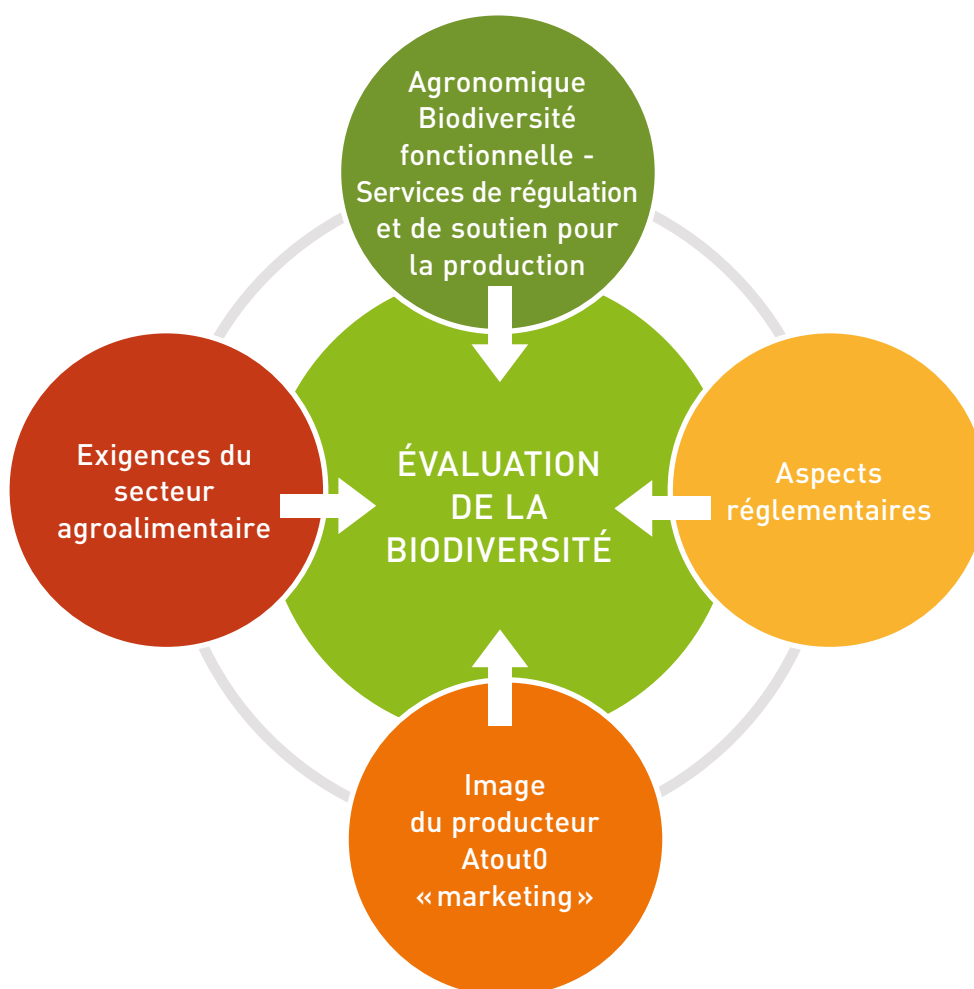 Agronomique
Biodiversité
fonctionnelle -
Services de régulation
et de soutien pour
la production
Exigences du
secteur
agroalimentaire
ÉVALUATION
DE LA
BIODIVERSITÉ
Aspects
réglementaires
Image
du producteur
Atout0
« marketing »